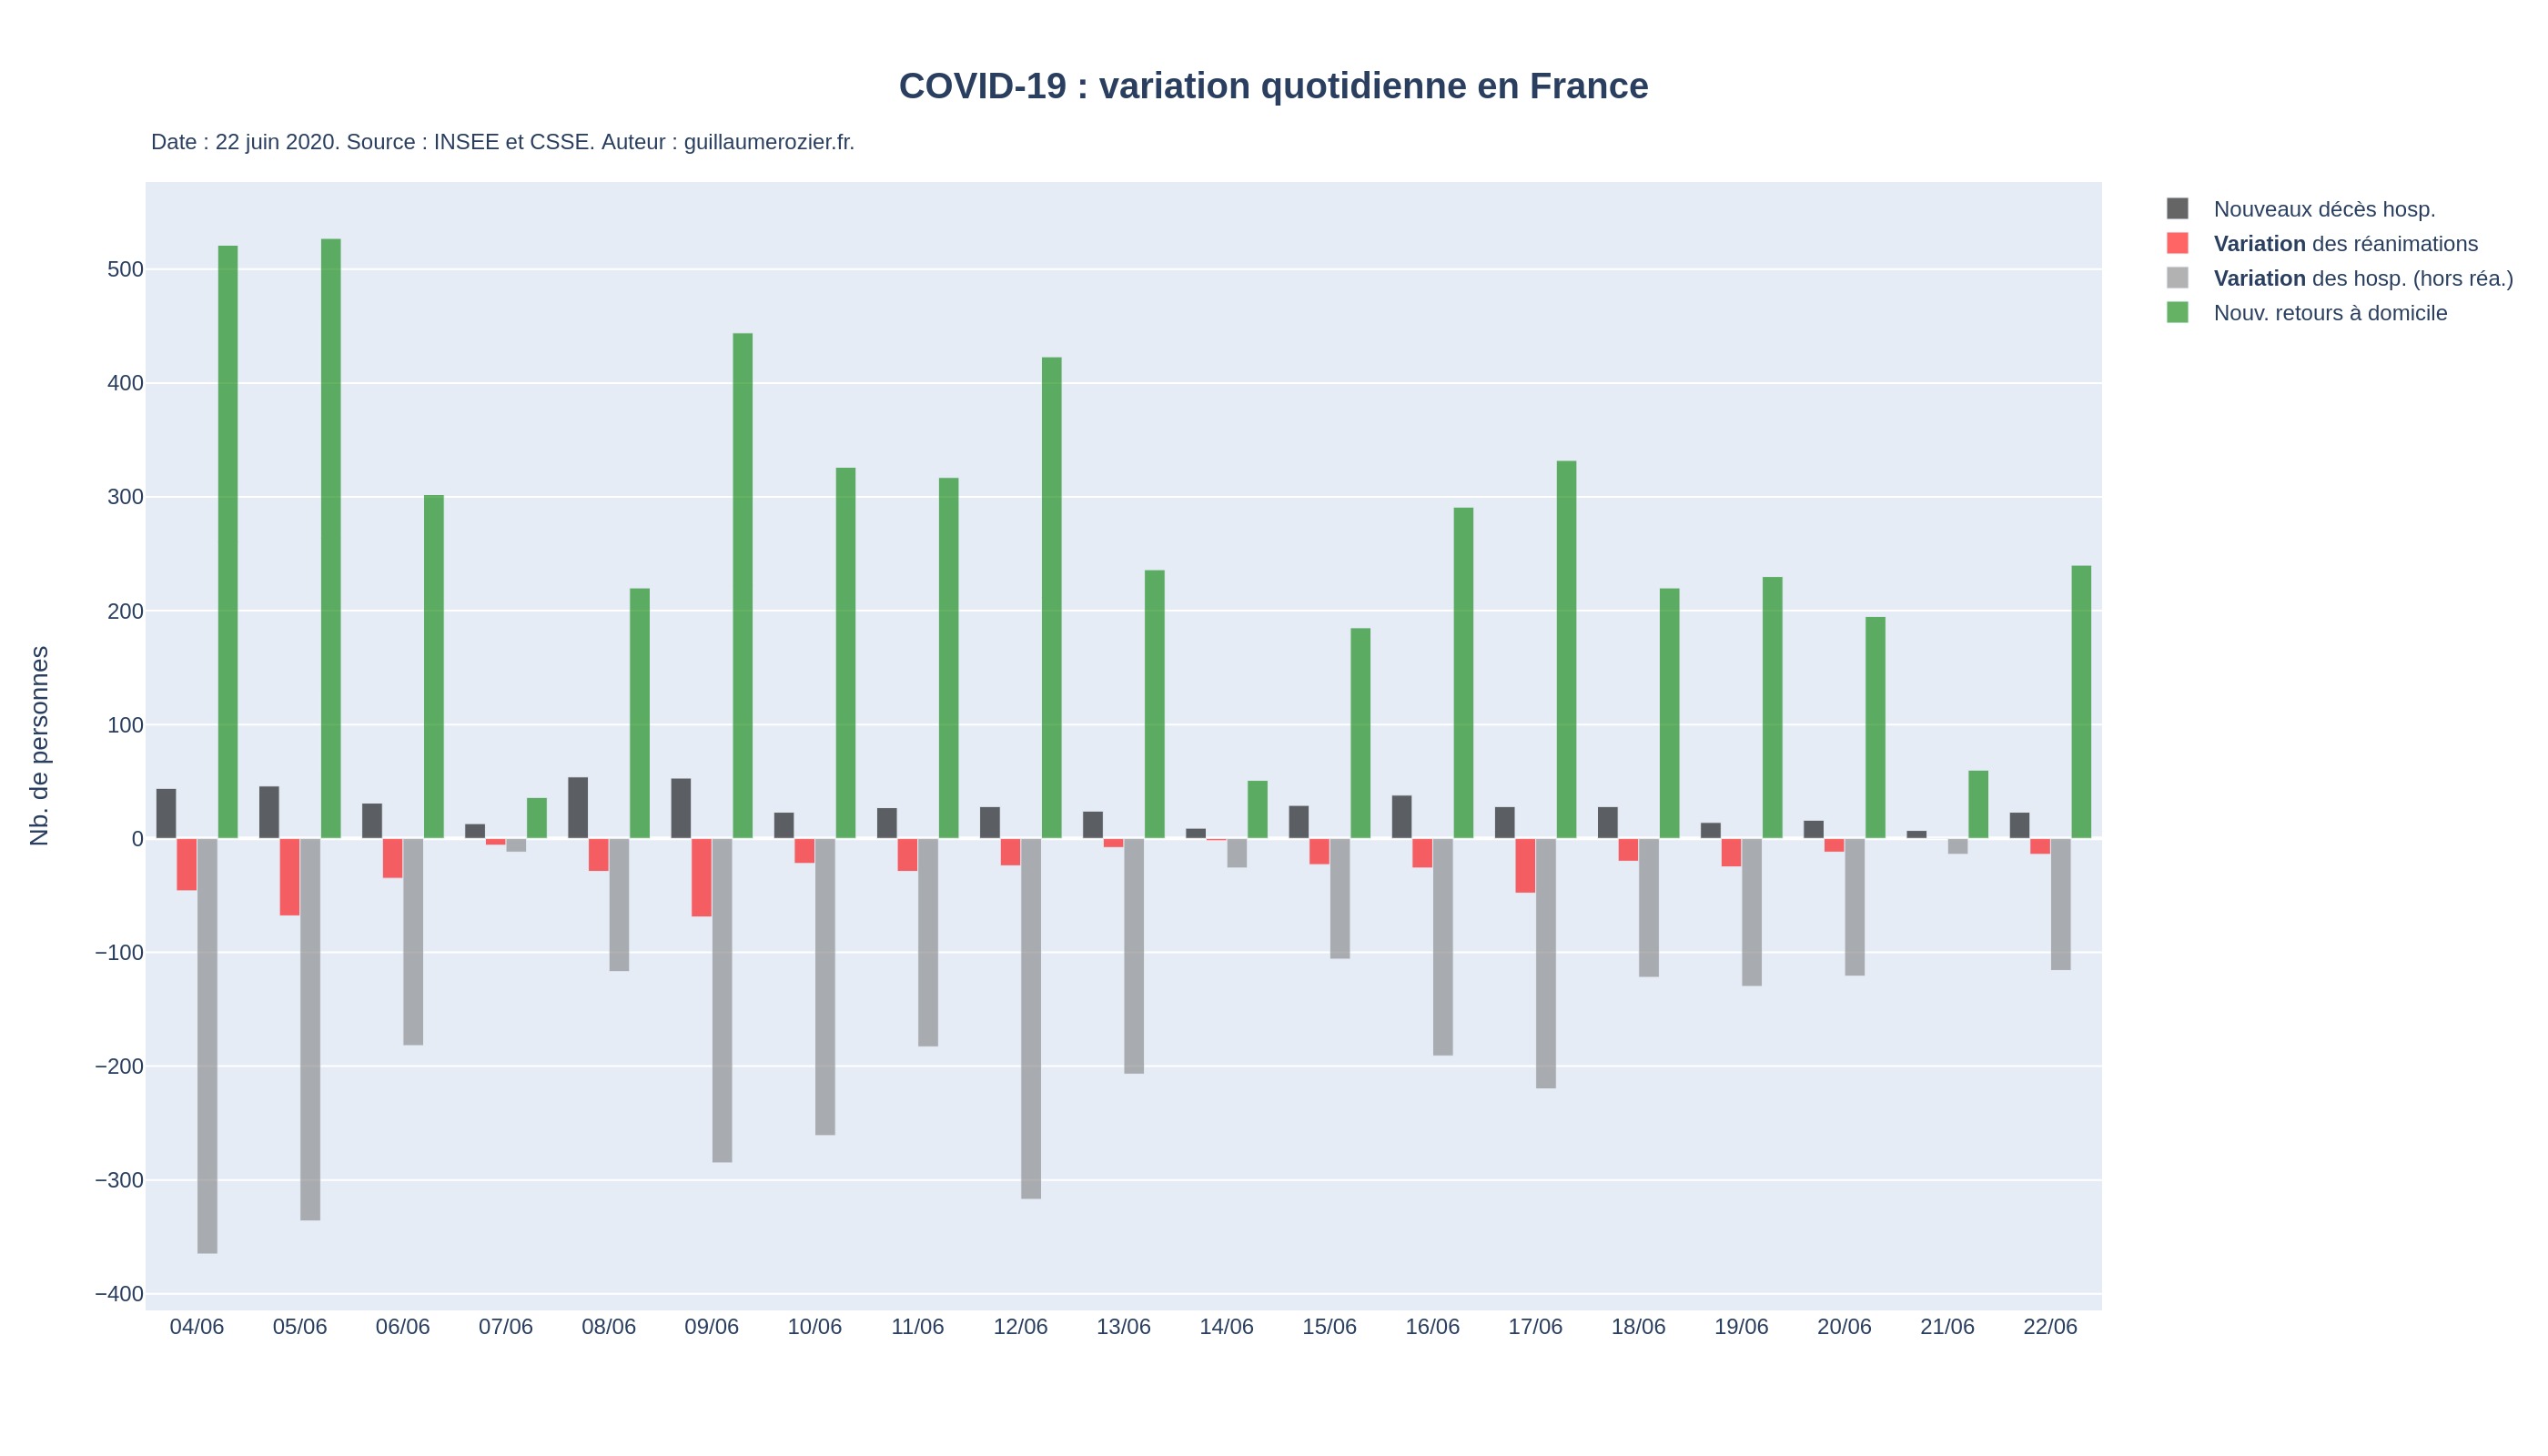 COVID-19 : variation quotidienne en France
Date : 22 juin 2020. Source : INSEE et CSSE. Auteur : guillaumerozier.fr.
Nouveaux décès hosp.
Variation des réanimations
Variation des hosp. (hors réa.)
Nouv. retours à domicile
Nb. de personnes
500
400
300
200
100
0
−100
−200
−300
−400
04/06 05/06 06/06 07/06 08/06 09/06 10/06 11/06 12/06 13/06 14/06 15/06 16/06 17/06 18/06 19/06 20/06 21/06 22/06